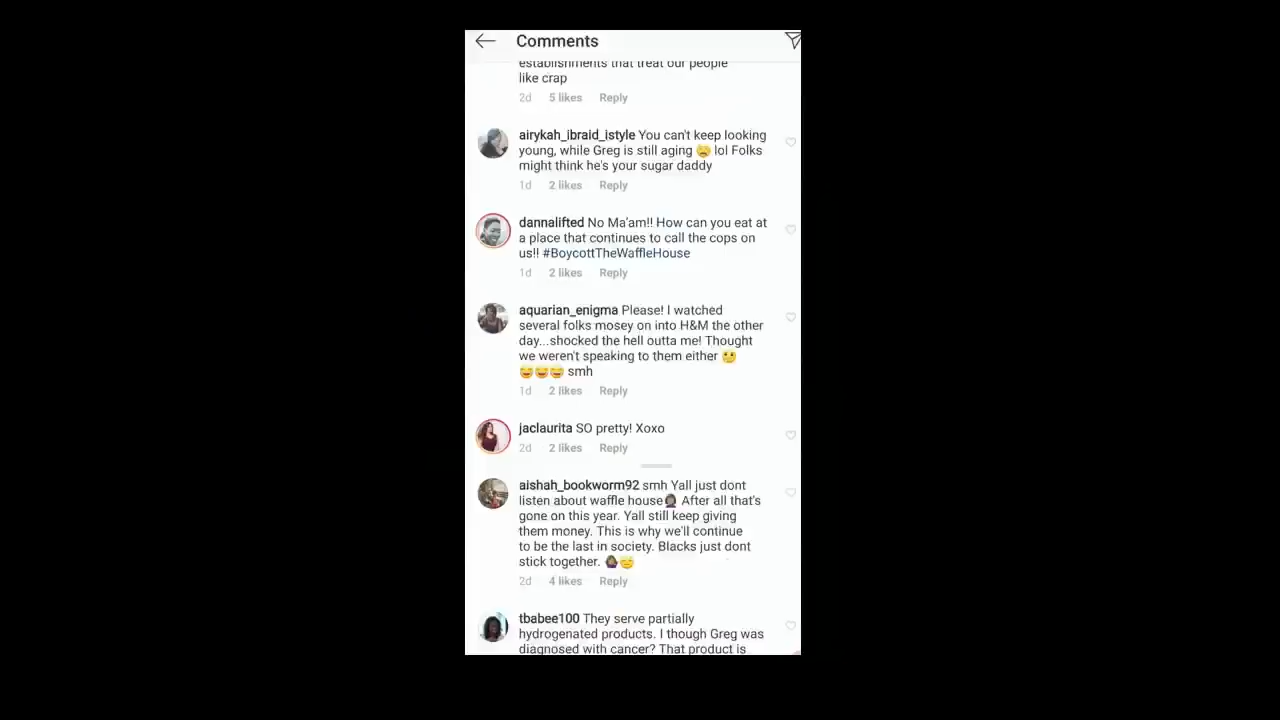 Comments
establishments that treat our people
like crap
2d 5 likes Reply
airykah_ibraid_istyle You can't keep looking
young, while Greg is still aging 😩 lol Folks
might think he's your sugar daddy
1d 2 likes Reply
dannalifted No Ma'am!! How can you eat at
a place that continues to call the cops on
us!! #BoycottTheWaffleHouse
1d 2 likes Reply
aquarian_enigma Please! I watched
several folks mosey on into H&M the other
day...shocked the hell outta me! Thought
we weren't speaking to them either 🤔
😅😅😅 smh
1d 2 likes Reply
jaclaurita SO pretty! Xoxo
2d 2 likes Reply
aishah_bookworm92 smh Yall just dont
listen about waffle house🤦🏽‍♀️ After all that's
gone on this year. Yall still keep giving
them money. This is why we'll continue
to be the last in society. Blacks just dont
stick together. 🤷🏽‍♀️😇
2d 4 likes Reply
tbabee100 They serve partially
hydrogenated products. I though Greg was
diagnosed with cancer? That product is